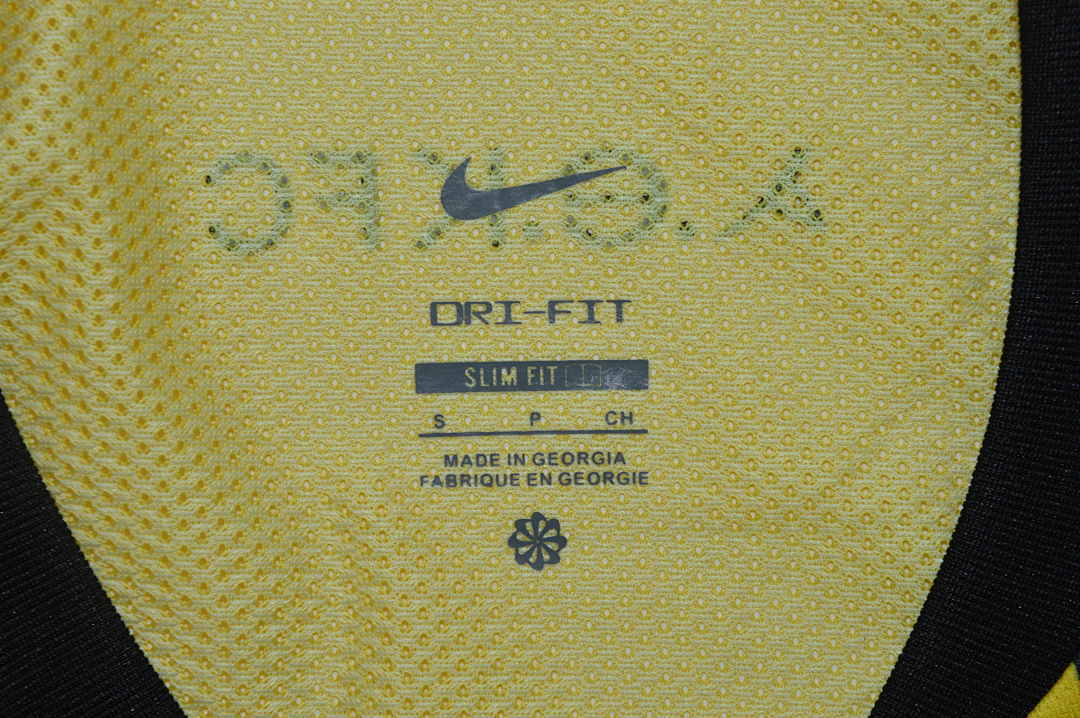 DRI-FIT
SLIM FIT
S P CH
MADE IN GEORGIA
FABRIQUE EN GEORGIE